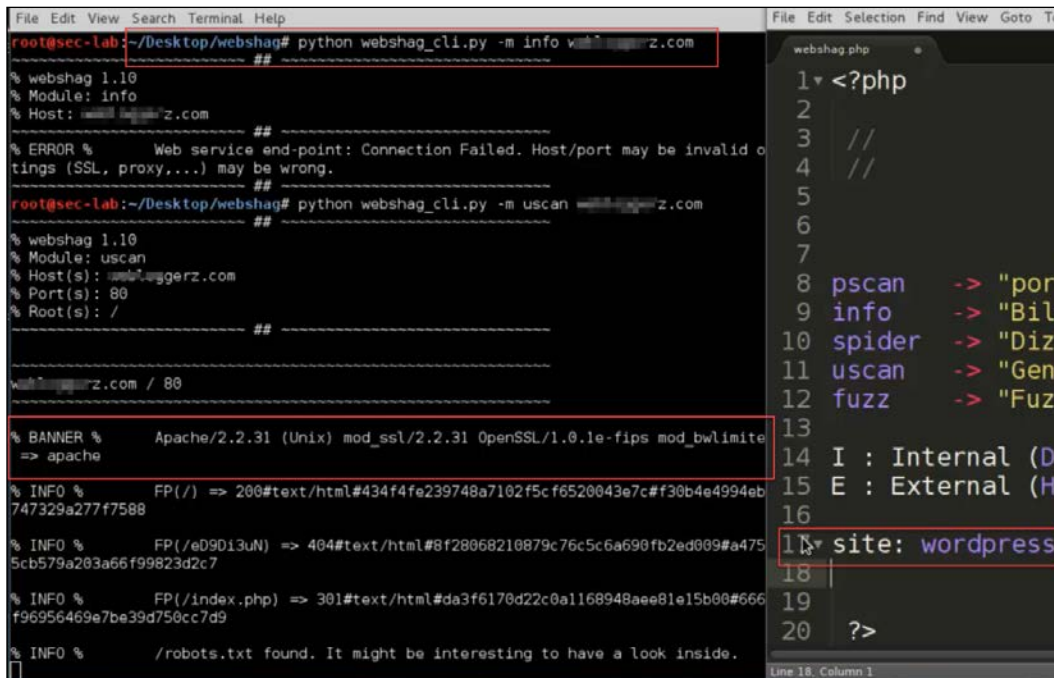 File Edit View Search Terminal Help
root@sec-lab:~/Desktop/webshag# python webshag_cli.py -m info z.com
~~~~~~~~~~~~~~~~~~~~~~~~~~ ## ~~~~~~~~~~~~~~~~~~~~~~~~~~~~~~
% webshag 1.10
% Module: info
% Host: z.com
~~~~~~~~~~~~~~~~~~~~~~~~~~ ## ~~~~~~~~~~~~~~~~~~~~~~~~~~~~~~
% ERROR % Web service end-point: Connection Failed. Host/port may be invalid o
tings (SSL, proxy,...) may be wrong.
~~~~~~~~~~~~~~~~~~~~~~~~~~ ## ~~~~~~~~~~~~~~~~~~~~~~~~~~~~~~
root@sec-lab:~/Desktop/webshag# python webshag_cli.py -m uscan z.com
~~~~~~~~~~~~~~~~~~~~~~~~~~ ## ~~~~~~~~~~~~~~~~~~~~~~~~~~~~~~
% webshag 1.10
% Module: uscan
% Host(s): ggerz.com
% Port(s): 80
% Root(s): /
~~~~~~~~~~~~~~~~~~~~~~~~~~ ## ~~~~~~~~~~~~~~~~~~~~~~~~~~~~~~
~~~~~~~~~~~~~~~~~~~~~~~~~~~~~~~~~~~~~~~~~~~~~~~~~~~~~~~~~~~~
z.com / 80
~~~~~~~~~~~~~~~~~~~~~~~~~~~~~~~~~~~~~~~~~~~~~~~~~~~~~~~~~~~~
% BANNER % Apache/2.2.31 (Unix) mod_ssl/2.2.31 OpenSSL/1.0.1e-fips mod_bwlimite
=> apache
% INFO % FP(/) => 200#text/html#434f4fe239748a7102f5cf6520043e7c#f30b4e4994eb
747329a277f7588
% INFO % FP(/eD9Di3uN) => 404#text/html#8f28068210879c76c5c6a690fb2ed009#a475
5cb579a203a66f99823d2c7
% INFO % FP(/index.php) => 301#text/html#da3f6170d22c0a1168948aee81e15b00#666
f96956469e7be39d750cc7d9
% INFO % /robots.txt found. It might be interesting to have a look inside.
File Edit Selection Find View Goto To
webshag.php
1 <?php
2
3 //
4 //
5
6
7
8 pscan -> "por
9 info -> "Bil
10 spider -> "Diz
11 uscan -> "Gen
12 fuzz -> "Fuz
13
14 I : Internal (D
15 E : External (H
16
17 site: wordpress
18
19
20 ?>
Line 18, Column 1